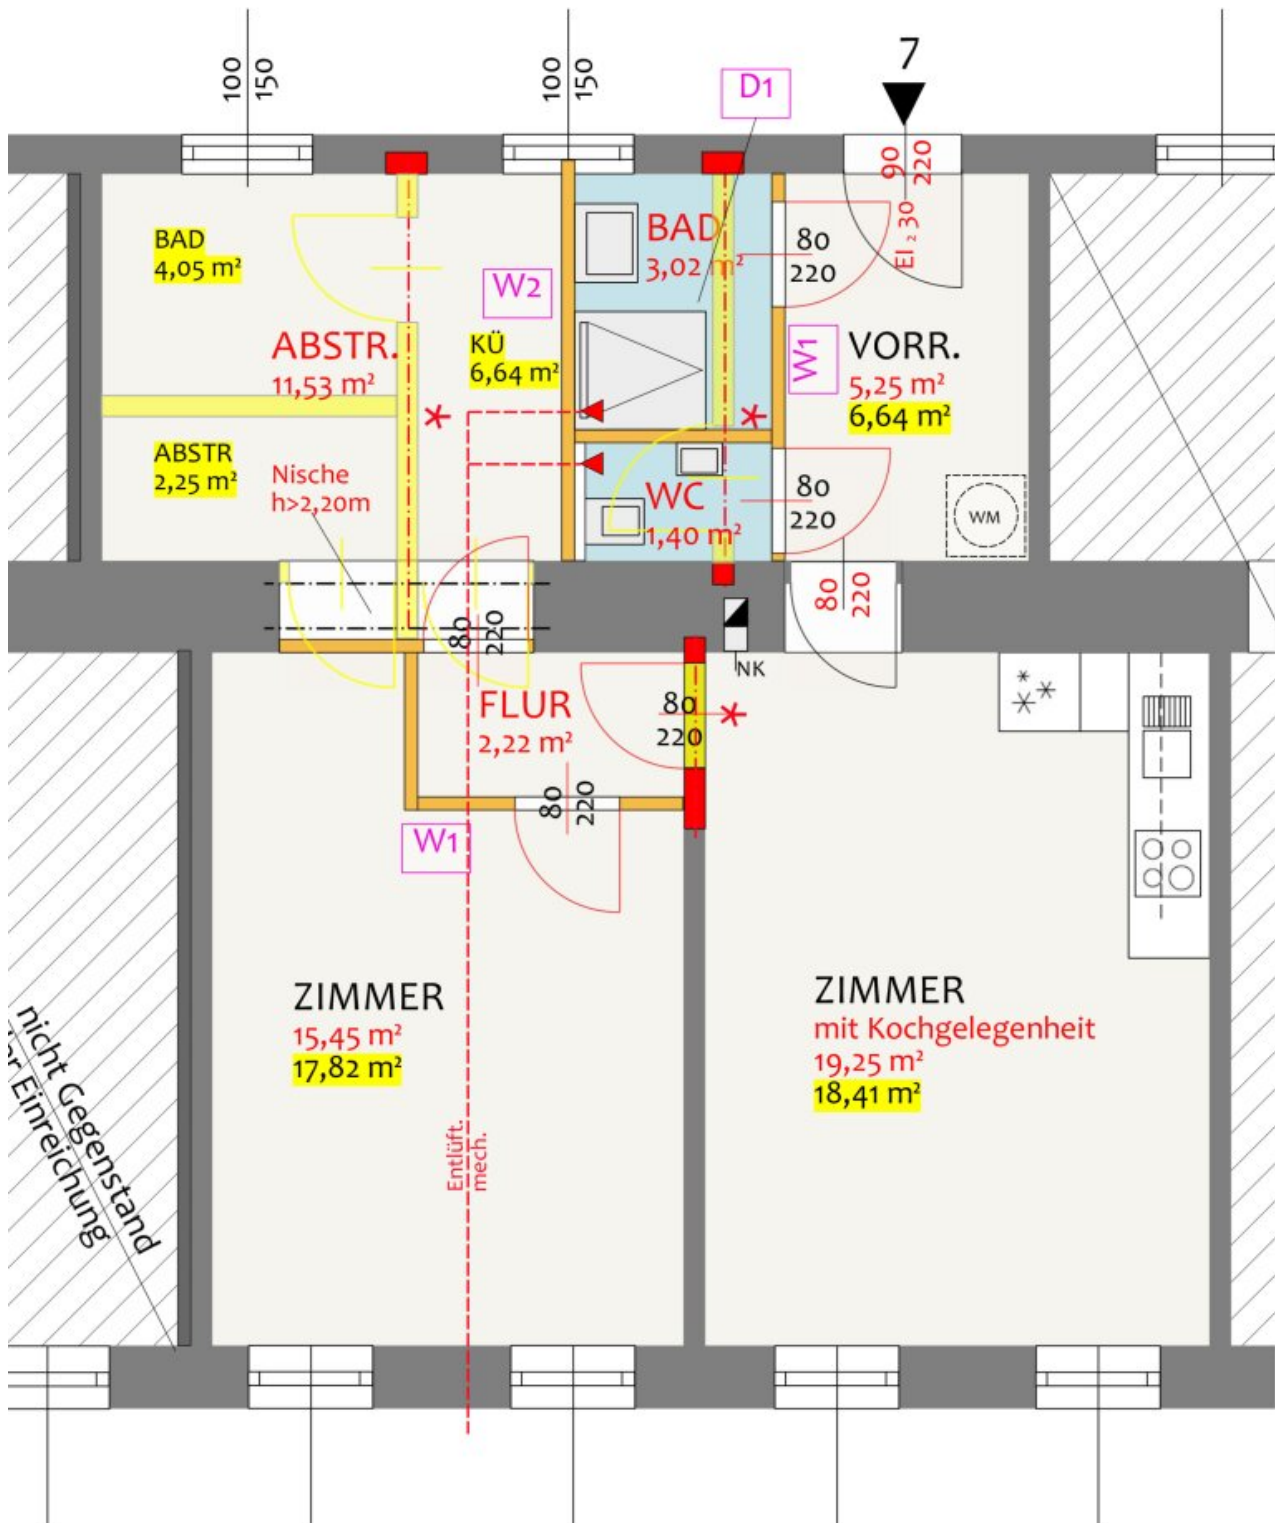 100
150
100
150
7
D1
90
220
EI₂ 30
BAD
4,05 m²
BAD
3,02 m²
80
220
W2
ABSTR.
11,53 m²
KÜ
6,64 m²
W1
VORR.
5,25 m²
6,64 m²
ABSTR
2,25 m²
Nische
h>2,20m
WC
1,40 m²
80
220
WM
80
220
80
220
NK
FLUR
2,22 m²
80
220
80
220
W1
ZIMMER
15,45 m²
17,82 m²
ZIMMER
mit Kochgelegenheit
19,25 m²
18,41 m²
Entlüft.
mech.
nicht Gegenstand
Einreichung